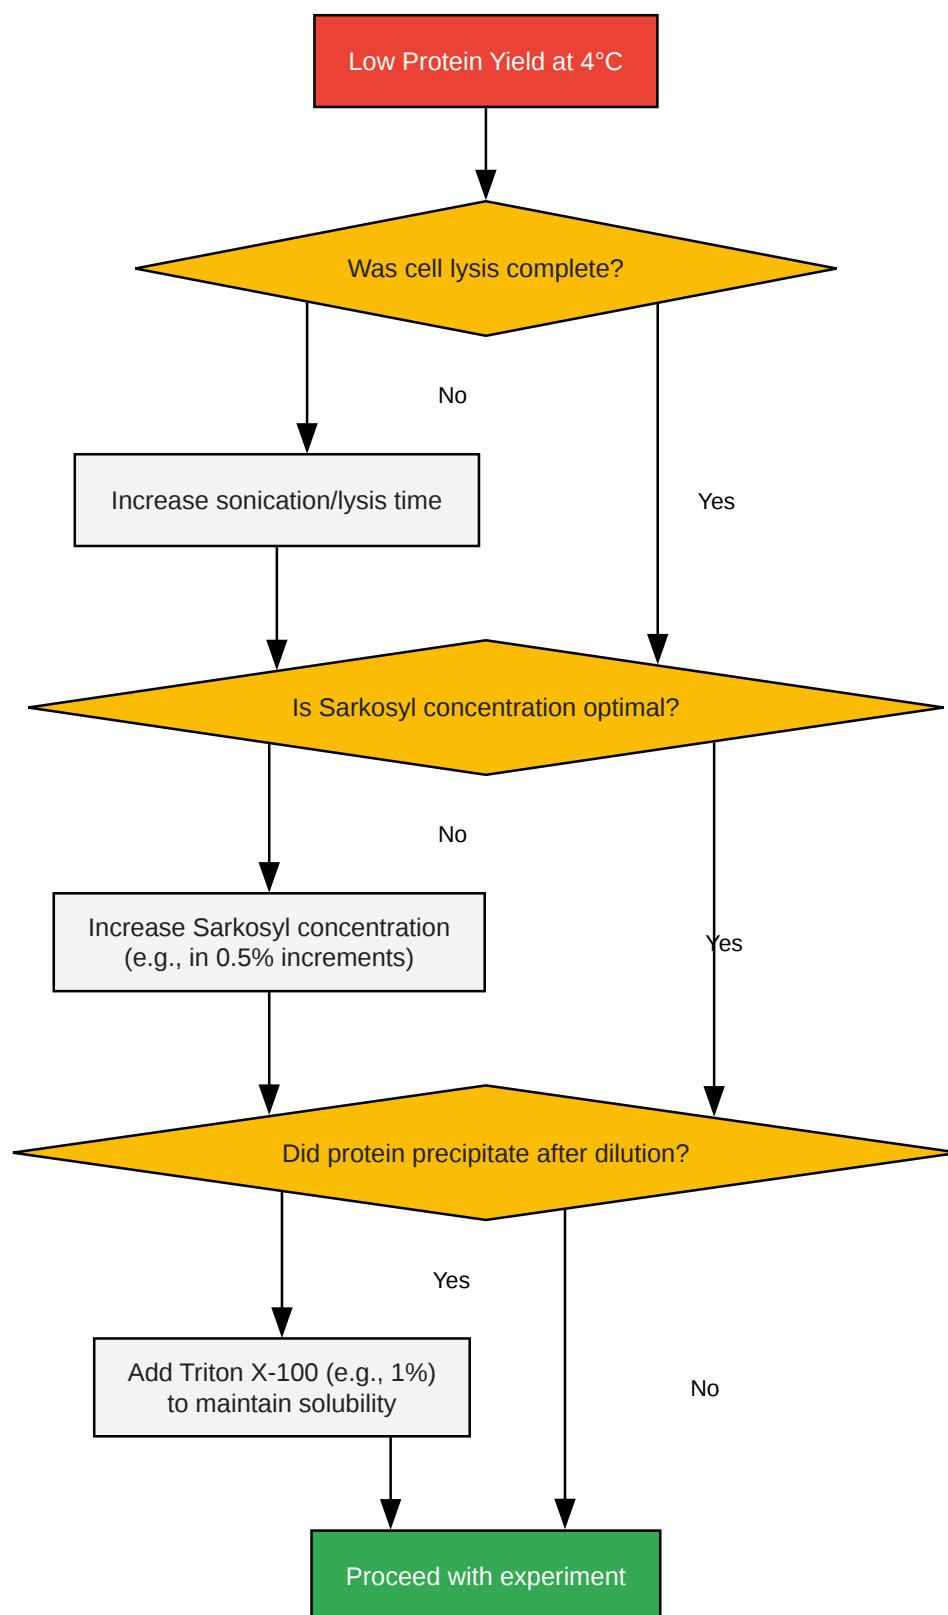 Low Protein Yield at 4°C
Was cell lysis complete?
No
Increase sonication/lysis time
Yes
Is Sarkosyl concentration optimal?
No
Increase Sarkosyl concentration
(e.g., in 0.5% increments)
Yes
Did protein precipitate after dilution?
Yes
Add Triton X-100 (e.g., 1%)
to maintain solubility
No
Proceed with experiment